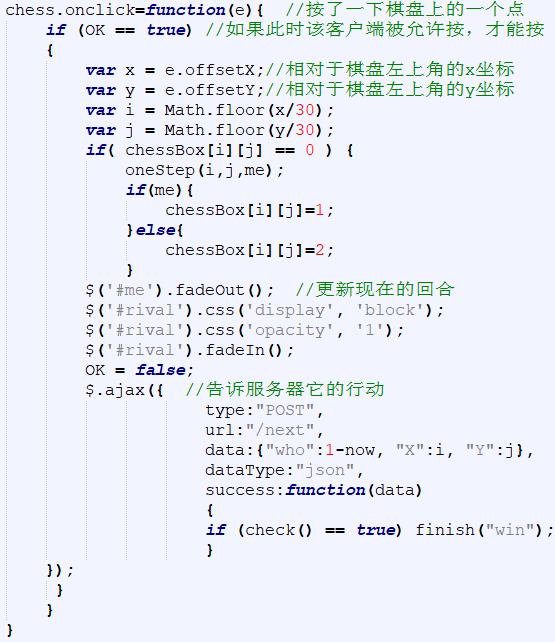 chess.onclick=function(e){  //按了一下棋盘上的一个点
    if (OK == true) //如果此时该客户端被允许按，才能按
    {
        var x = e.offsetX;//相对于棋盘左上角的x坐标
        var y = e.offsetY;//相对于棋盘左上角的y坐标
        var i = Math.floor(x/30);
        var j = Math.floor(y/30);
        if( chessBox[i][j] == 0 ) {
            oneStep(i,j,me);
            if(me){
                chessBox[i][j]=1;
            }else{
                chessBox[i][j]=2;
            }
        $('#me').fadeOut();  //更新现在的回合
        $('#rival').css('display', 'block');
        $('#rival').css('opacity', '1');
        $('#rival').fadeIn();
        OK = false;
        $.ajax({  //告诉服务器它的行动
                    type:"POST",
                    url:"/next",
                    data:{"who":1-now, "X":i, "Y":j},
                    dataType:"json",
                    success:function(data)
                    {
                    if (check() == true) finish("win");
                    }
    });
     }
    }
}